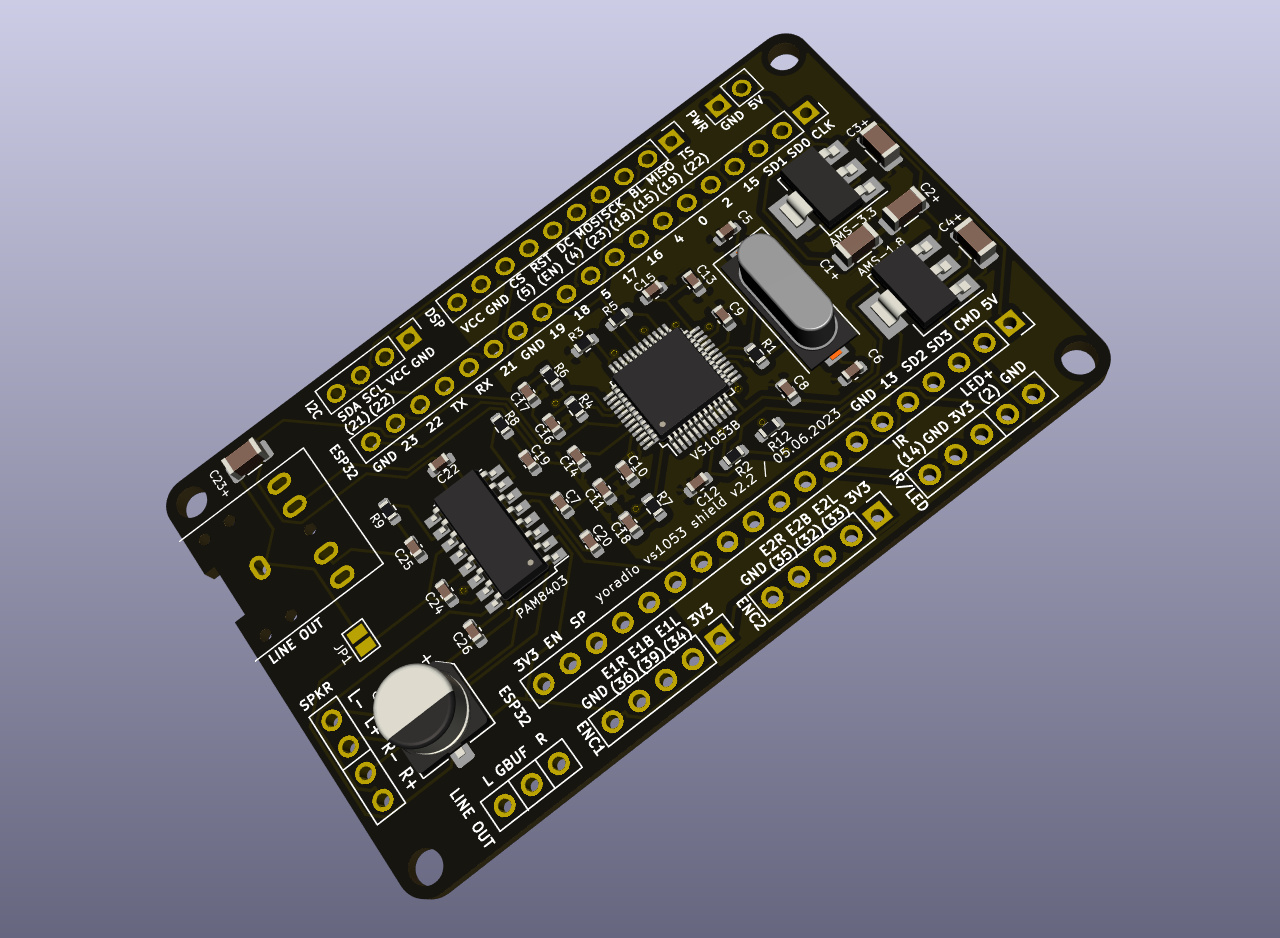 PWR
GND 5V
DSP
VCC GND CS RST DC MOSI SCK BL MISO TS
(5) (EN) (4) (23)(18)(15)(19) (22)
I2C
SDA SCL VCC GND
(21)(22)
ESP32
GND 23 22 TX RX 21 GND 19 18 5 17 16 4 0 2 15 SD1 SD0 CLK
C3+
C2+
C4+
C1+
AMS-3.3
AMS-1.8
C5
C13
C15
C9
R5
R3
R1
C6
C8
R6
C17
R4
R8
C16
C19
C14
C10
C11
C7
R7
C18
C20
C12
R2
R12
VS1053B
C22
C23+
R9
C25
C24
C26
PAM8403
yoradio vs1053 shield v2.2 / 05.06.2023
LINE OUT
JP1
+
SPKR
L-
L+
R-
R+
3V3 EN SP
GND 13 SD2 SD3 CMD 5V
ESP32
LED+
(2) GND
IR
(14) GND 3V3
IR/LED
E2R E2B E2L
GND (35)(32)(33) 3V3
ENC2
E1R E1B E1L
GND (36)(39)(34) 3V3
ENC1
L GBUF R
LINE OUT